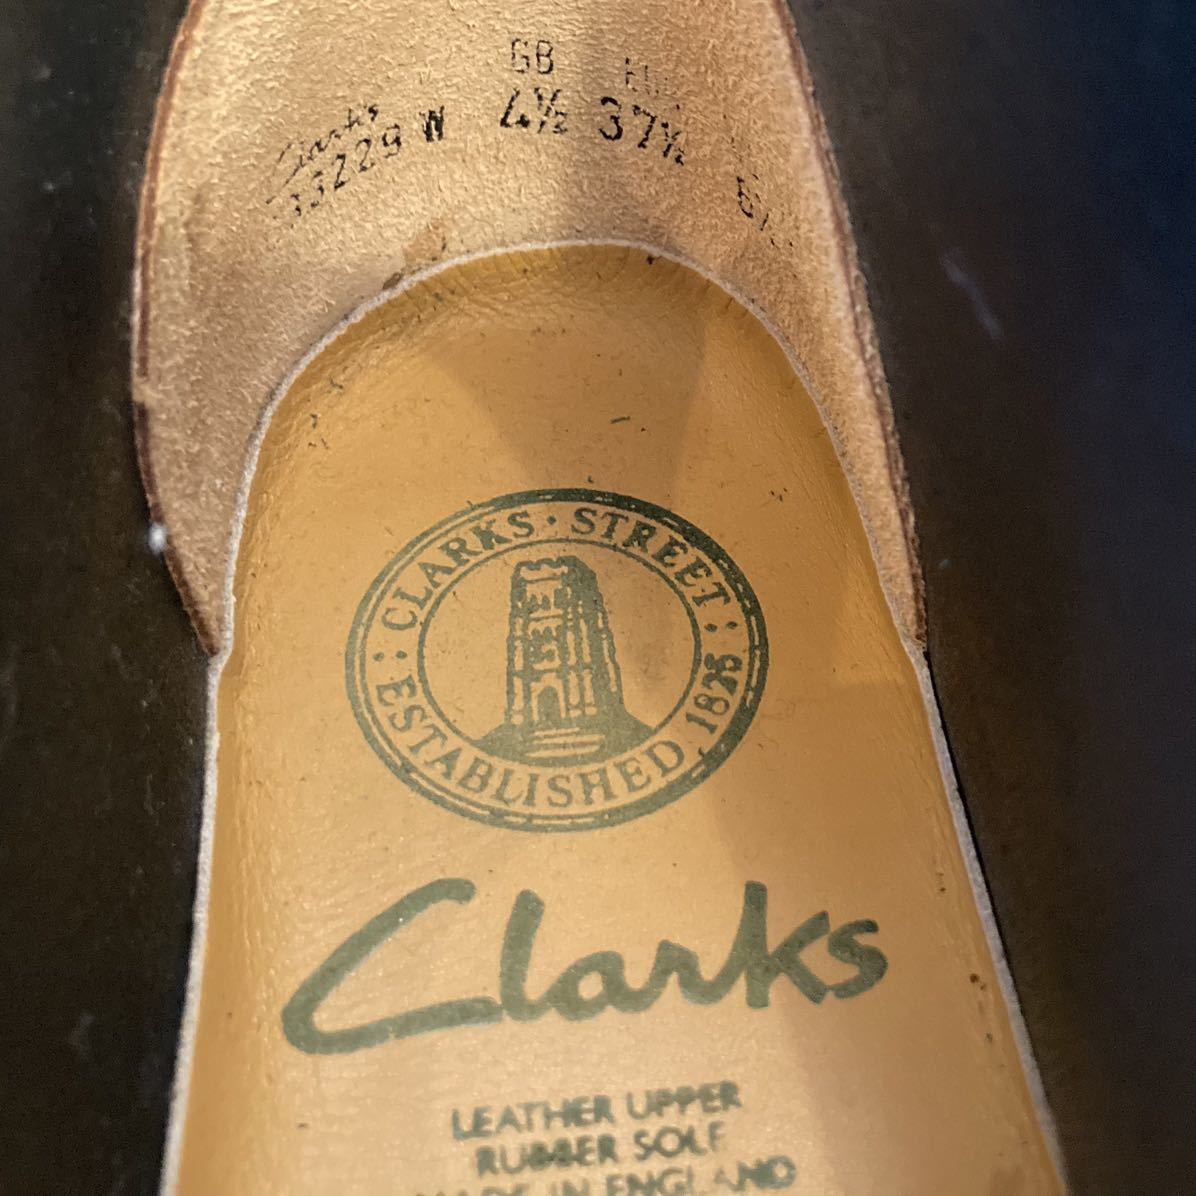 GB EUR
Clarks
33229 W 4½ 37½
CLARKS · STREET :
: ESTABLISHED, 1825
Clarks
LEATHER UPPER
RUBBER SOLE
MADE IN ENGLAND